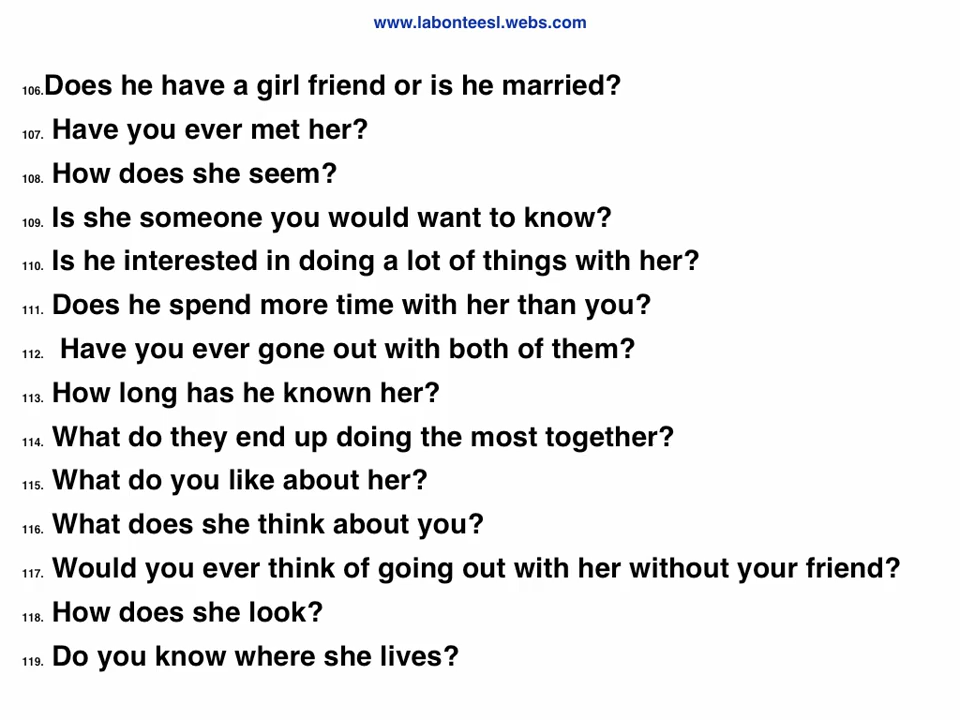 www.labonteesl.webs.com
106.Does he have a girl friend or is he married?
107. Have you ever met her?
108. How does she seem?
109. Is she someone you would want to know?
110. Is he interested in doing a lot of things with her?
111. Does he spend more time with her than you?
112. Have you ever gone out with both of them?
113. How long has he known her?
114. What do they end up doing the most together?
115. What do you like about her?
116. What does she think about you?
117. Would you ever think of going out with her without your friend?
118. How does she look?
119. Do you know where she lives?